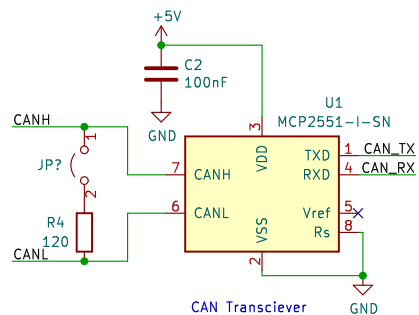 +5V
C2
100nF
GND
U1
MCP2551-I-SN
CANH
1
JP?
2
R4
120
CANL
3
VDD
7
CANH
6
CANL
TXD
1
CAN_TX
RXD
4
CAN_RX
Vref
5
Rs
8
VSS
2
GND
CAN Transciever